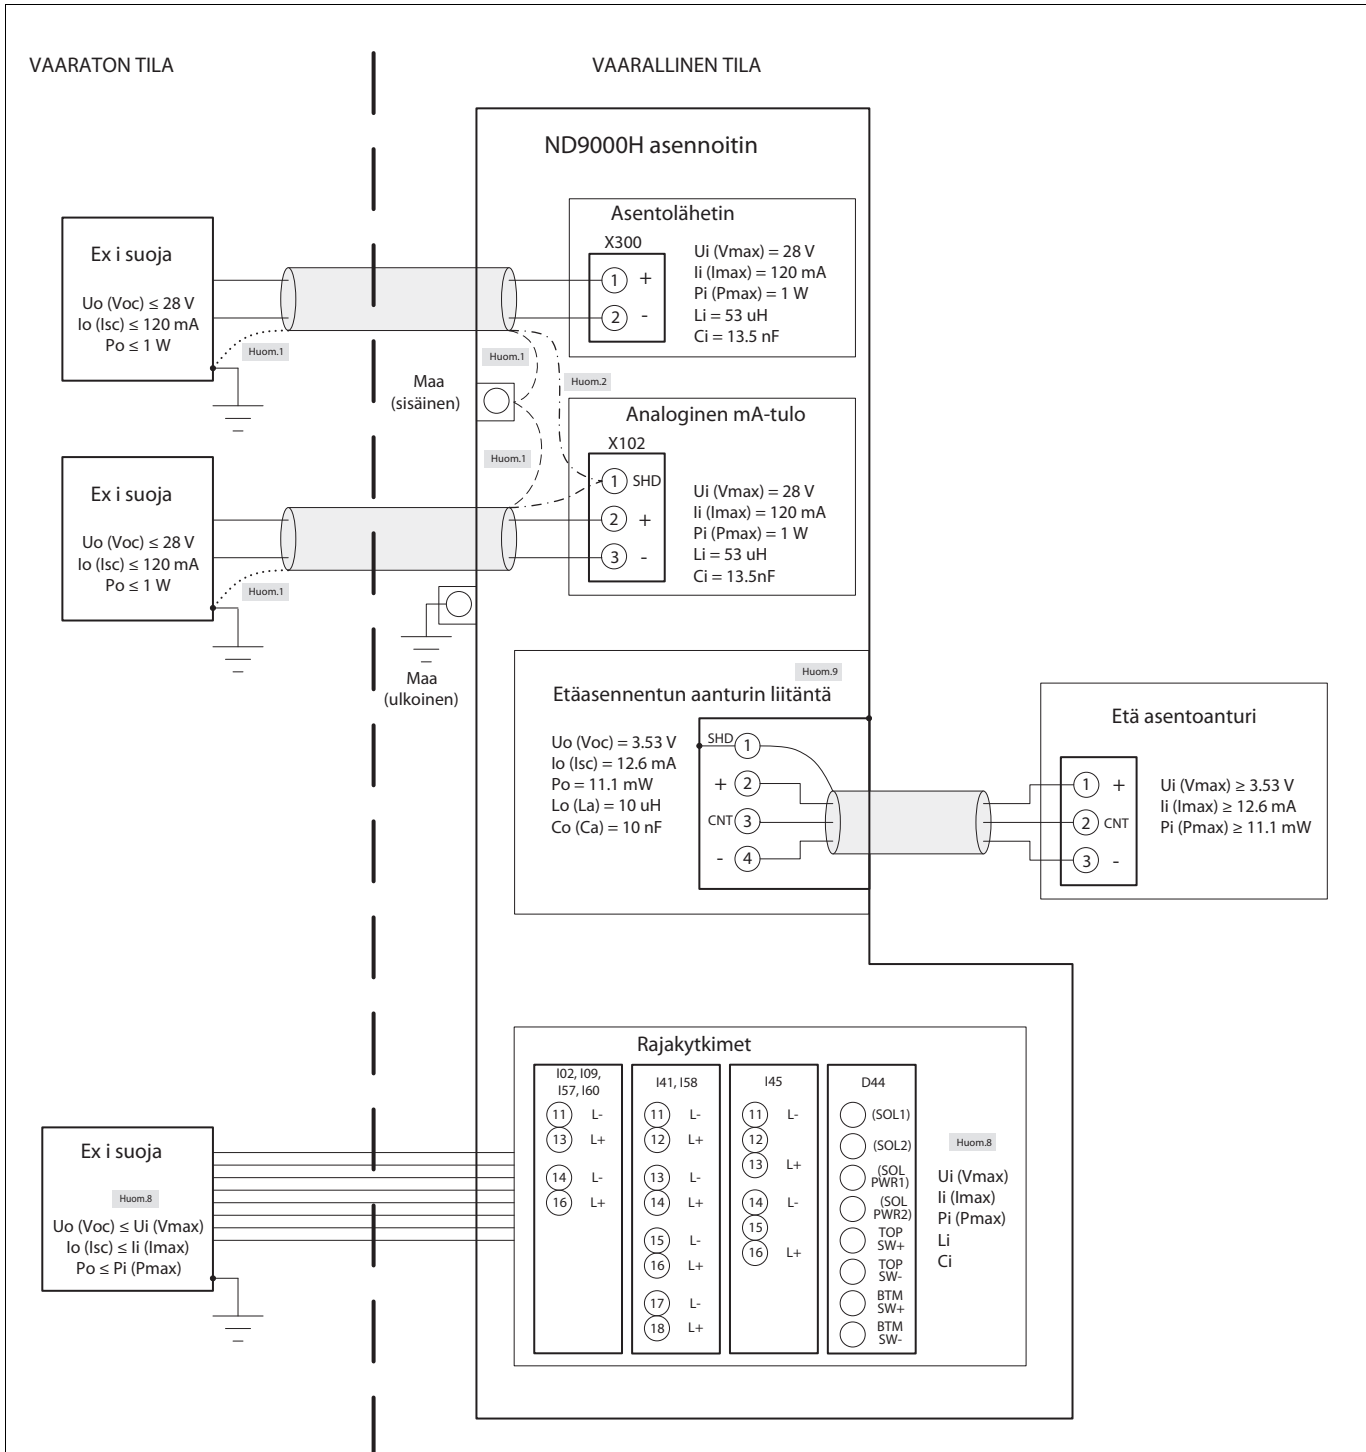 VAARATON TILA
VAARALLINEN TILA
ND9000H asennoitin
Ex i suoja
Uo (Voc) ≤ 28 V
Io (Isc) ≤ 120 mA
Po ≤ 1 W
Huom.1
Asentolähetin
X300
1 +
2 -
Ui (Vmax) = 28 V
Ii (Imax) = 120 mA
Pi (Pmax) = 1 W
Li = 53 uH
Ci = 13.5 nF
Huom.1
Huom.2
Maa
(sisäinen)
Huom.1
Ex i suoja
Uo (Voc) ≤ 28 V
Io (Isc) ≤ 120 mA
Po ≤ 1 W
Huom.1
Analoginen mA-tulo
X102
1 SHD
2 +
3 -
Ui (Vmax) = 28 V
Ii (Imax) = 120 mA
Pi (Pmax) = 1 W
Li = 53 uH
Ci = 13.5nF
Maa
(ulkoinen)
Huom.9
Etäasennentun aanturin liitäntä
Uo (Voc) = 3.53 V
Io (Isc) = 12.6 mA
Po = 11.1 mW
Lo (La) = 10 uH
Co (Ca) = 10 nF
SHD 1
+ 2
CNT 3
- 4
Etä asentoanturi
1 +
2 CNT
3 -
Ui (Vmax) ≥ 3.53 V
Ii (Imax) ≥ 12.6 mA
Pi (Pmax) ≥ 11.1 mW
Ex i suoja
Huom.8
Uo (Voc) ≤ Ui (Vmax)
Io (Isc) ≤ Ii (Imax)
Po ≤ Pi (Pmax)
Rajakytkimet
I02, I09,
I57, I60
11 L-
13 L+
14 L-
16 L+
I41, I58
11 L-
12 L+
13 L-
14 L+
15 L-
16 L+
17 L-
18 L+
I45
11 L-
12
13 L+
14 L-
15
16 L+
D44
(SOL1)
(SOL2)
(SOL
PWR1)
(SOL
PWR2)
TOP
SW+
TOP
SW-
BTM
SW+
BTM
SW-
Huom.8
Ui (Vmax)
Ii (Imax)
Pi (Pmax)
Li
Ci